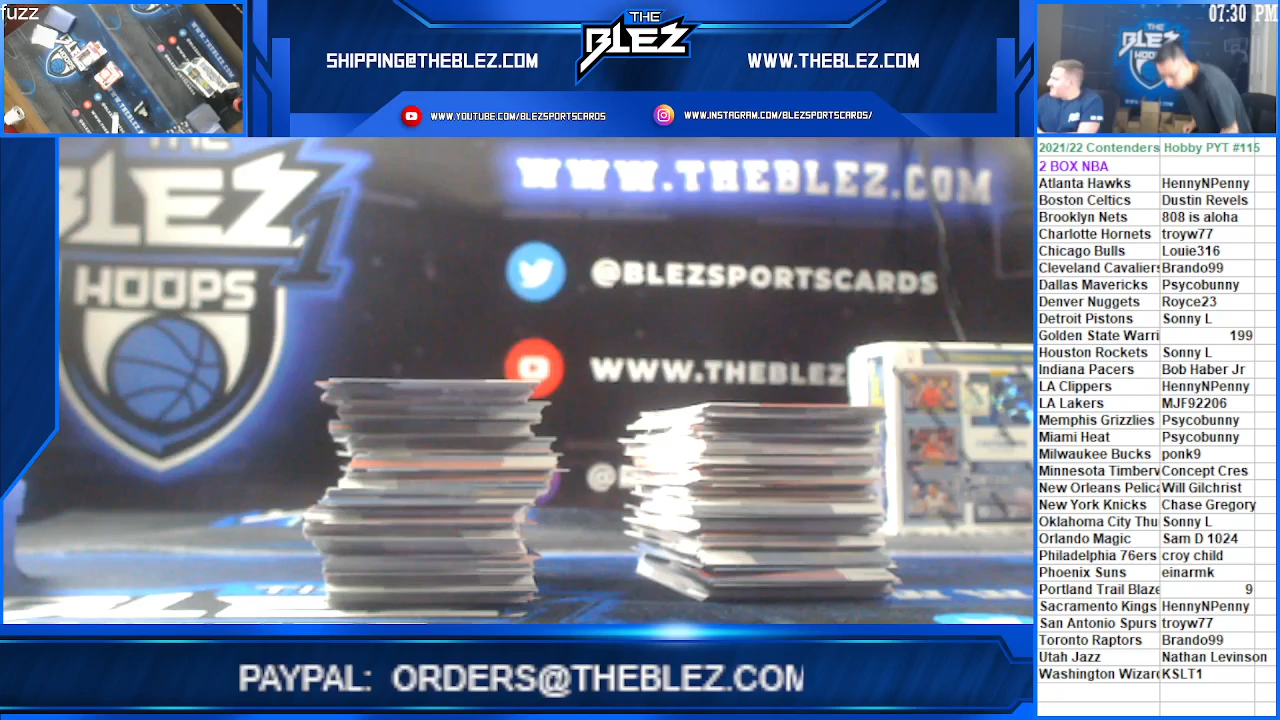 fuzz
THE
BLEZ
SHIPPING@THEBLEZ.COM
WWW.THEBLEZ.COM
WWW.YOUTUBE.COM/BLEZSPORTSCARDS
WWW.INSTAGRAM.COM/BLEZSPORTSCARDS/
07:30 PM
THE
BLEZ
HOOPS
1
WWW.THEBLEZ.COM
@BLEZSPORTSCARDS
WWW.THEBLEZ
@
PAYPAL: ORDERS@THEBLEZ.COM
2021/22 Contenders Hobby PYT #115
2 BOX NBA
Atlanta Hawks HennyNPenny
Boston Celtics Dustin Revels
Brooklyn Nets 808 is aloha
Charlotte Hornets troyw77
Chicago Bulls Louie316
Cleveland Cavaliers Brando99
Dallas Mavericks Psycobunny
Denver Nuggets Royce23
Detroit Pistons Sonny L
Golden State Warri 199
Houston Rockets Sonny L
Indiana Pacers Bob Haber Jr
LA Clippers HennyNPenny
LA Lakers MJF92206
Memphis Grizzlies Psycobunny
Miami Heat Psycobunny
Milwaukee Bucks ponk9
Minnesota Timberv Concept Cres
New Orleans Pelica Will Gilchrist
New York Knicks Chase Gregory
Oklahoma City Thu Sonny L
Orlando Magic Sam D 1024
Philadelphia 76ers croy child
Phoenix Suns einarmk
Portland Trail Blaze 9
Sacramento Kings HennyNPenny
San Antonio Spurs troyw77
Toronto Raptors Brando99
Utah Jazz Nathan Levinson
Washington Wizard KSLT1